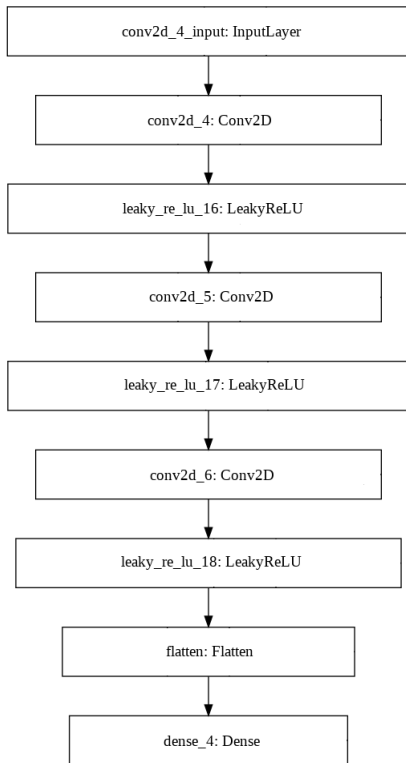 conv2d_4_input: InputLayer
conv2d_4: Conv2D
leaky_re_lu_16: LeakyReLU
conv2d_5: Conv2D
leaky_re_lu_17: LeakyReLU
conv2d_6: Conv2D
leaky_re_lu_18: LeakyReLU
flatten: Flatten
dense_4: Dense